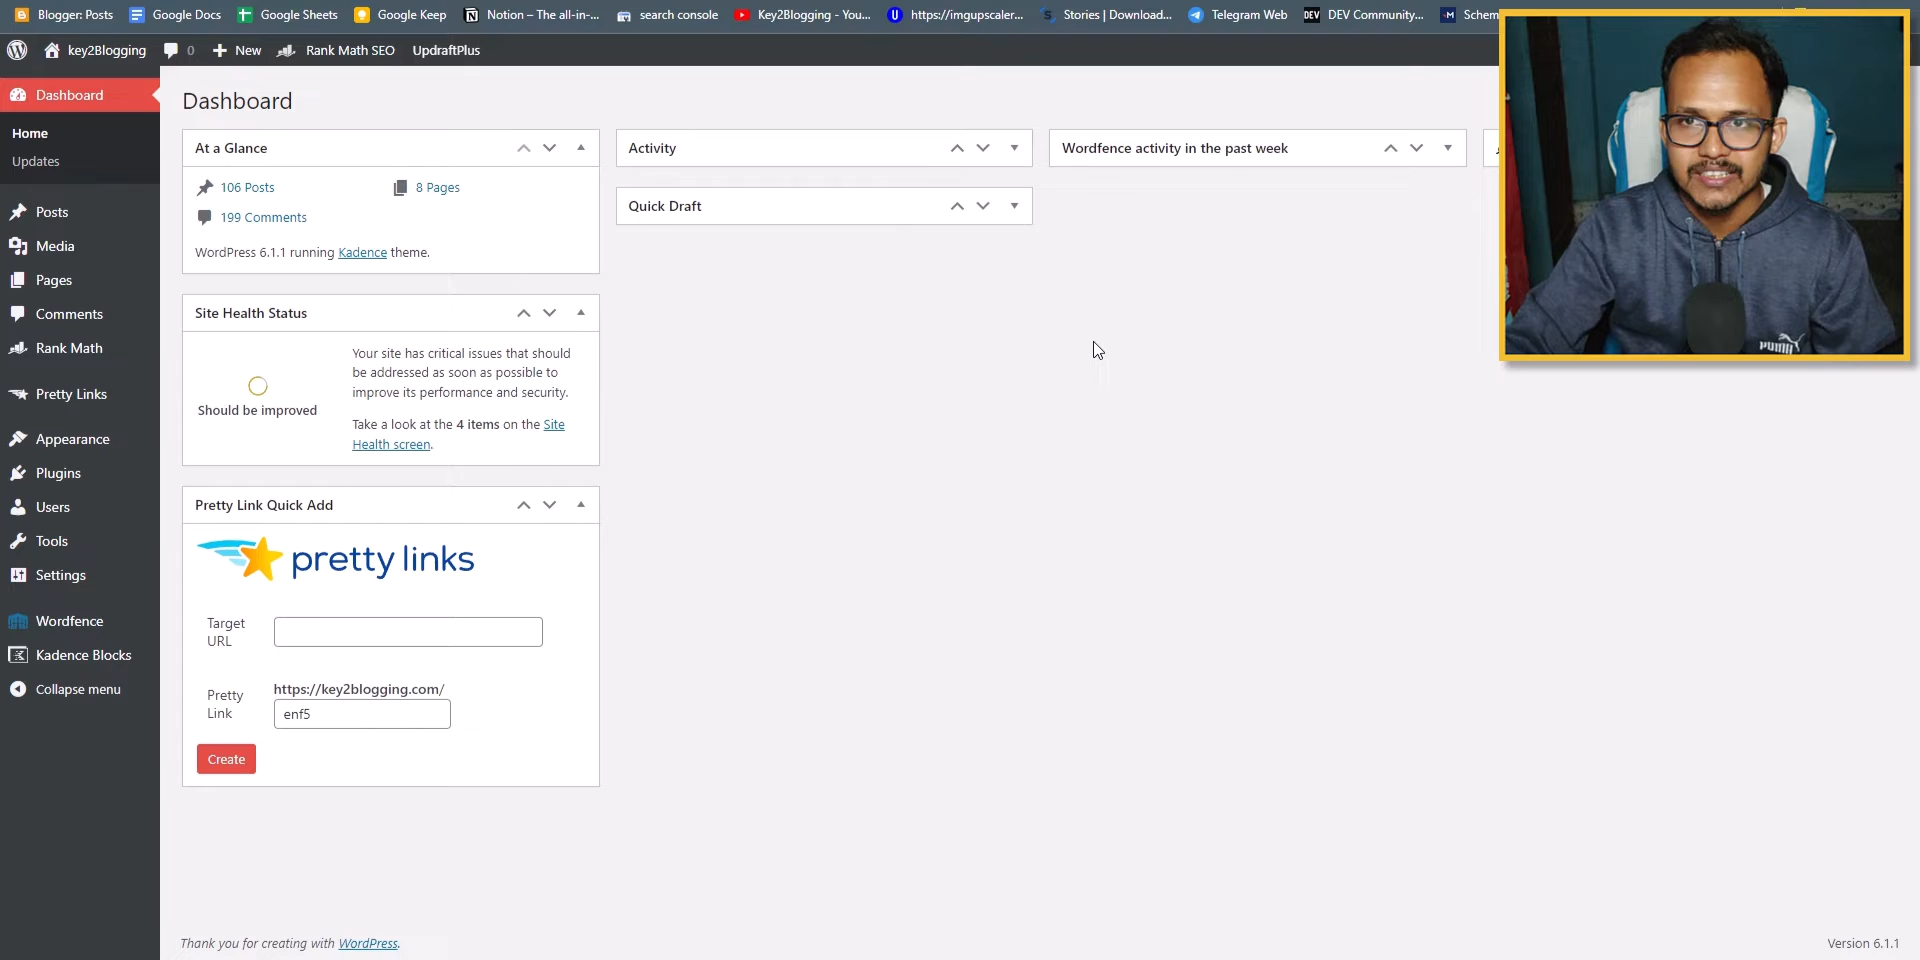 Blogger: Posts Google Docs Google Sheets Google Keep Notion – The all-in-... search console Key2Blogging - You... https://imgupscaler... Stories | Download... Telegram Web DEV DEV Community... Schem
key2Blogging 0 New Rank Math SEO UpdraftPlus
Dashboard
Home
Updates
Posts
Media
Pages
Comments
Rank Math
Pretty Links
Appearance
Plugins
Users
Tools
Settings
Wordfence
Kadence Blocks
Collapse menu
Dashboard
At a Glance
106 Posts 8 Pages
199 Comments
WordPress 6.1.1 running Kadence theme.
Site Health Status
Should be improved
Your site has critical issues that should
be addressed as soon as possible to
improve its performance and security.
Take a look at the 4 items on the Site
Health screen.
Pretty Link Quick Add
pretty links
Target
URL
Pretty
Link
https://key2blogging.com/
enf5
Create
Activity
Quick Draft
Wordfence activity in the past week
PUMA
Thank you for creating with WordPress.
Version 6.1.1